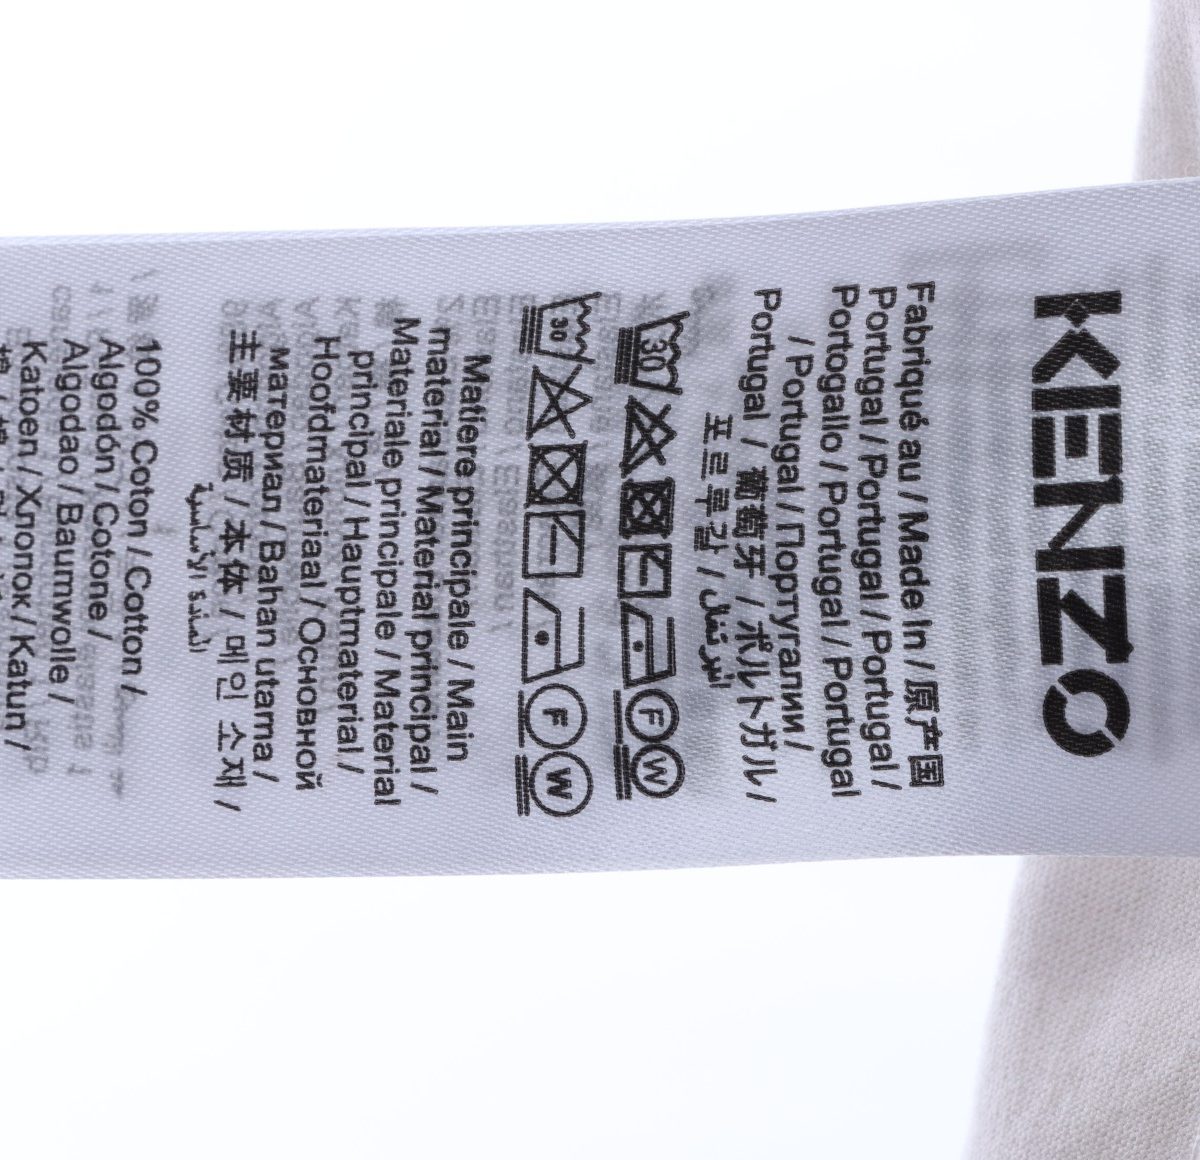 KENZO
Fabriqué au / Made In / 原产国
Portugal / Portugal / Portugal /
Portogallo / Portugal / Portugal
/ Portugal / Португалии /
Portugal / 葡萄牙 / ポルトガル /
포르투갈 / البرتغال
30 F W
30 F W
Matiere principale / Main
material / Material principal /
Materiale principale / Material
principal / Hauptmaterial /
Hoofdmateriaal / Основной
материал / Bahan utama /
主要材质 / 本体 / 메인 소재 /
المادة الأساسية
100% Coton / Cotton /
Algodón / Cotone /
Algodao / Baumwolle /
Katoen / Хлопок / Katun /